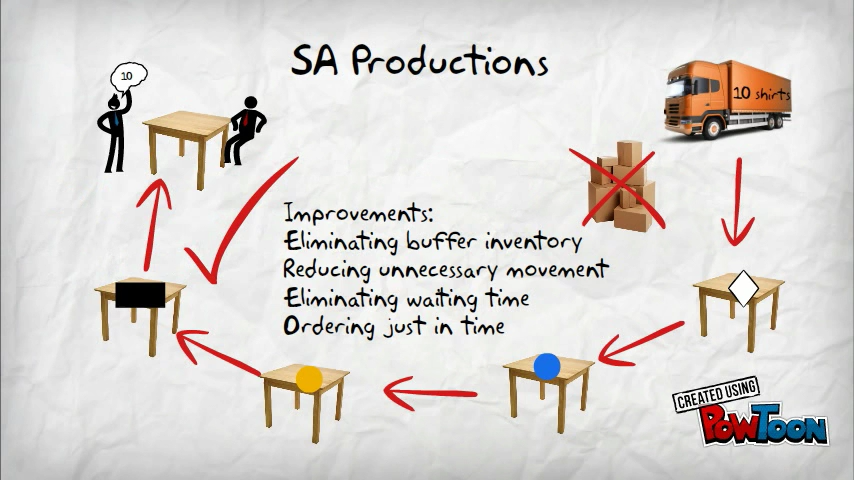 SA Productions
10
10 shirts
Improvements:
Eliminating buffer inventory
Reducing unnecessary movement
Eliminating waiting time
Ordering just in time
CREATED USING
POWTOON